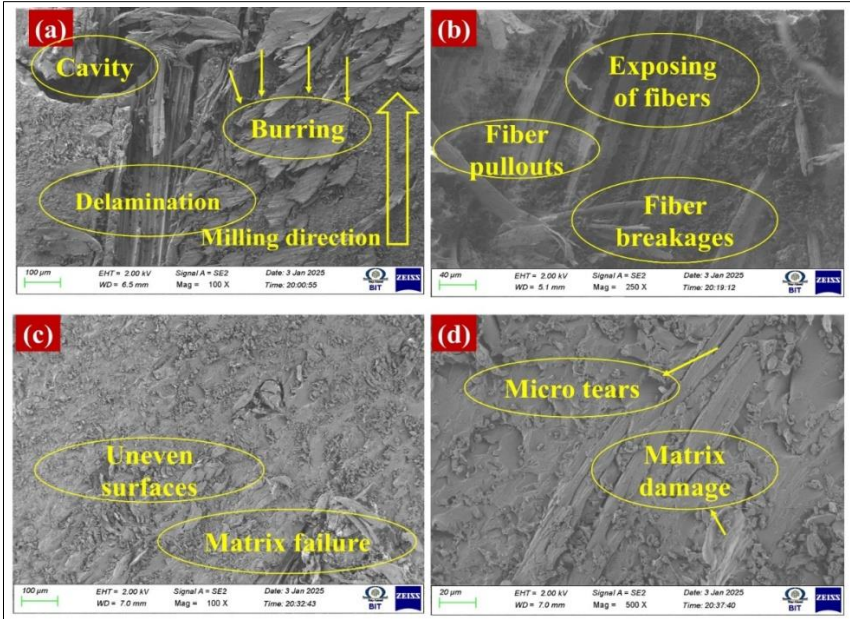 (a)
Cavity
Burring
Delamination
Milling direction
100 µm
EHT = 2.00 kV
Signal A = SE2
Date: 3 Jan 2025
WD = 6.5 mm
Mag = 100 X
Time: 20:00:55
BIT
ZEISS
(b)
Exposing
of fibers
Fiber
pullouts
Fiber
breakages
40 µm
EHT = 2.00 kV
Signal A = SE2
Date: 3 Jan 2025
WD = 5.1 mm
Mag = 250 X
Time: 20:19:12
BIT
ZEISS
(c)
Uneven
surfaces
Matrix failure
100 µm
EHT = 2.00 kV
Signal A = SE2
Date: 3 Jan 2025
WD = 7.0 mm
Mag = 100 X
Time: 20:32:43
BIT
ZEISS
(d)
Micro tears
Matrix
damage
20 µm
EHT = 2.00 kV
Signal A = SE2
Date: 3 Jan 2025
WD = 7.0 mm
Mag = 500 X
Time: 20:37:40
BIT
ZEISS